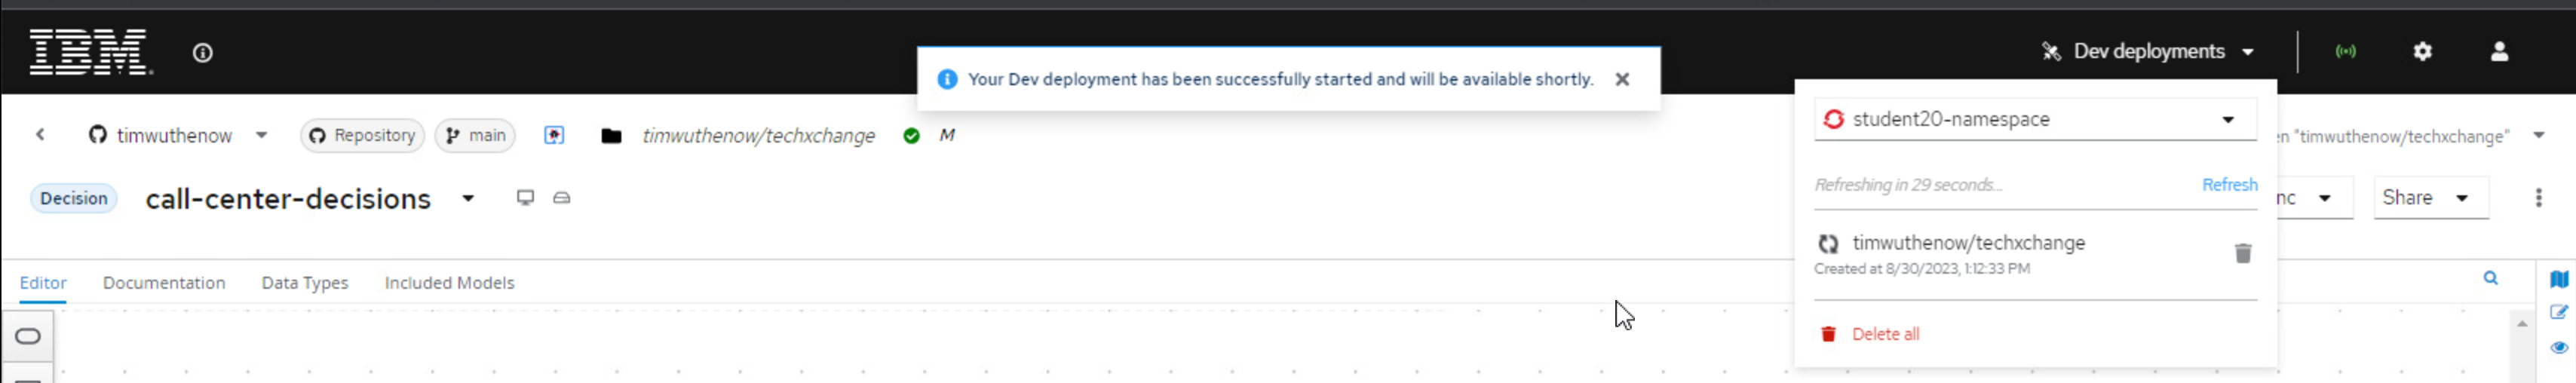 IBM
Your Dev deployment has been successfully started and will be available shortly.
Dev deployments
timwuthenow
Repository
main
timwuthenow/techxchange
M
student20-namespace
en "timwuthenow/techxchange"
Decision
call-center-decisions
Refreshing in 29 seconds...
Refresh
nc
Share
timwuthenow/techxchange
Created at 8/30/2023, 1:12:33 PM
Editor
Documentation
Data Types
Included Models
Delete all